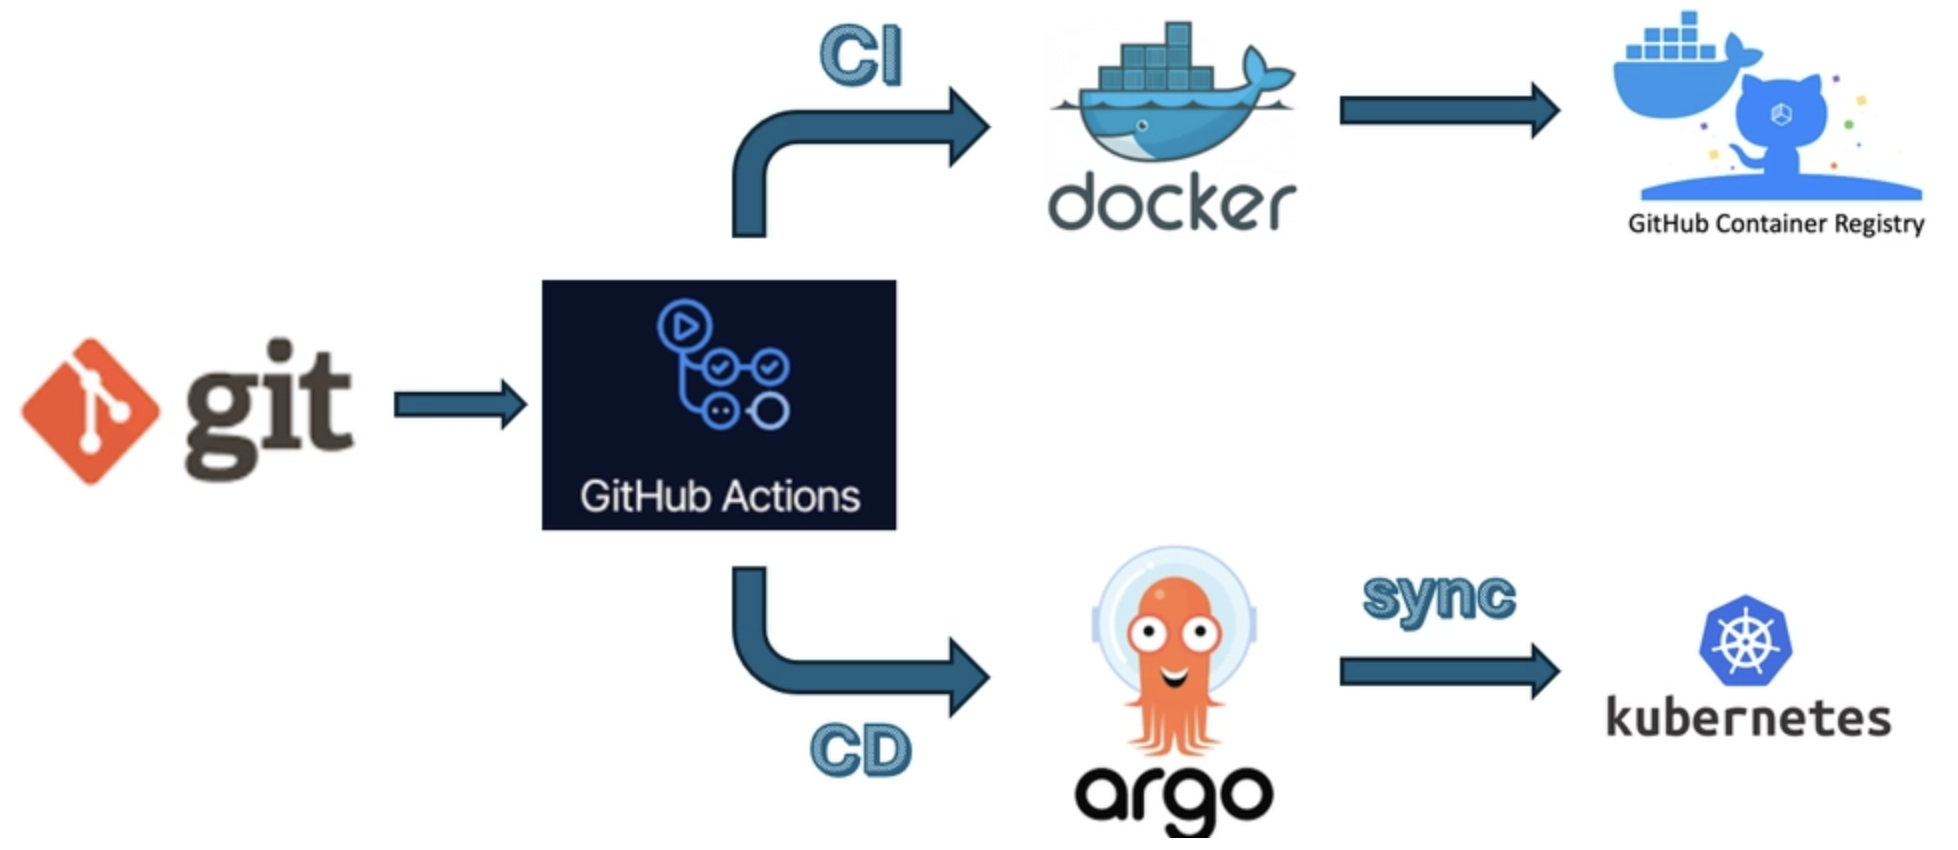 CI
docker
GitHub Container Registry
git
GitHub Actions
CD
argo
sync
kubernetes